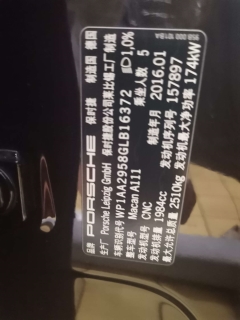 品牌 PORSCHE 保时捷 制造国 德国
生产厂 Porsche Leipzig GmbH 保时捷股份公司莱比锡工厂制造
车辆识别代号 WP1AA2958GLB16372 1,0%
整车型号 Macan A111 乘坐人数 5
发动机型号 CNC 制造年月 2016.01
发动机排量 1984cc 发动机序列号 157897
最大允许总质量 2510kg 发动机最大净功率 174kW